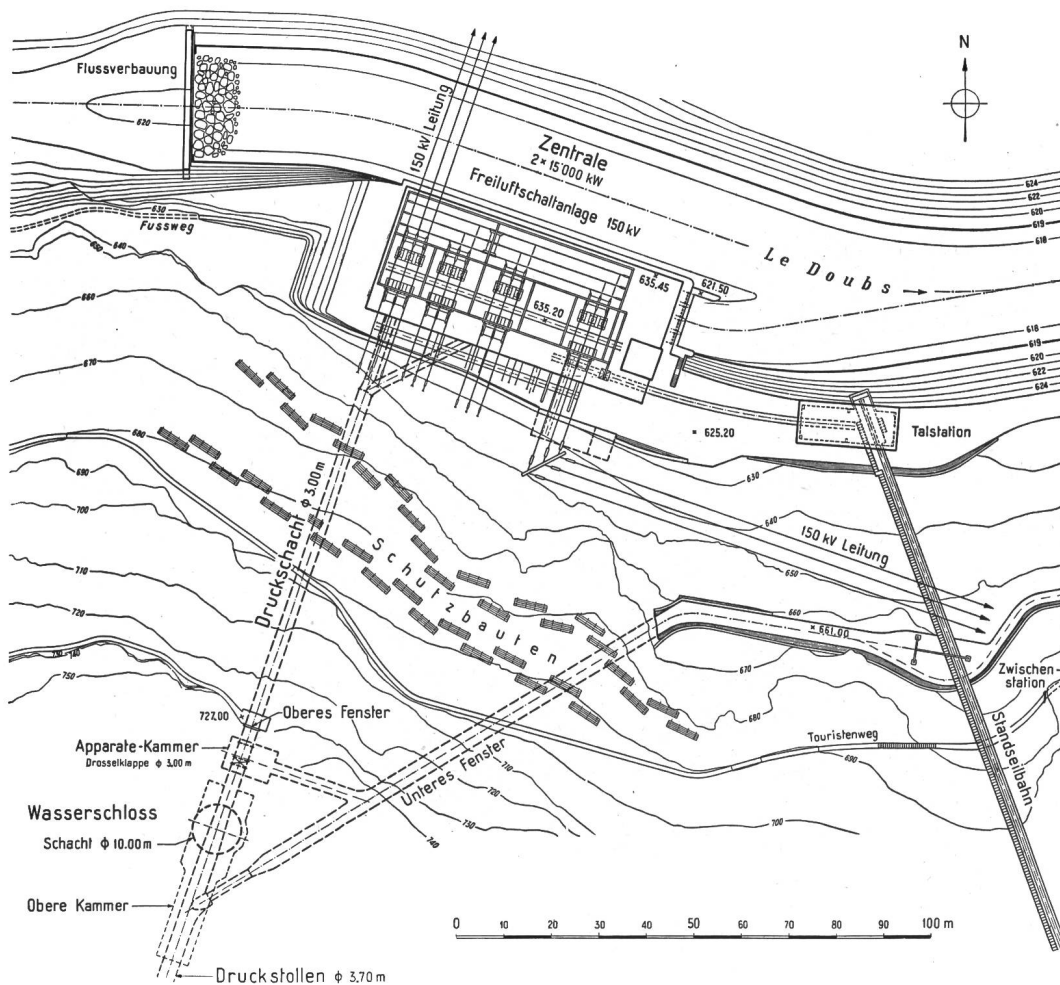 Flussverbauung
620
150 kV Leitung
N
Zentrale
2 × 15'000 kW
Freiluftschaltanlage 150 kV
624
622
620
619
618
630
Fussweg
640
Le Doubs
635.45
621.50
635.20
660
618
619
620
622
624
670
Talstation
625.20
680
630
690
Druckschacht ϕ 3.00 m
640
150 kV Leitung
700
Schutzbauten
650
710
660
661.00
720
670
Zwischen-
station
750
680
727.00
Oberes Fenster
Touristenweg
690
Standseilbahn
Apparate-Kammer
Drosselklappe ϕ 3.00 m
Unteres Fenster
710
720
Wasserschloss
730
700
Schacht ϕ 10.00 m
740
Obere Kammer
0 10 20 30 40 50 60 70 80 90 100 m
Druckstollen ϕ 3.70 m